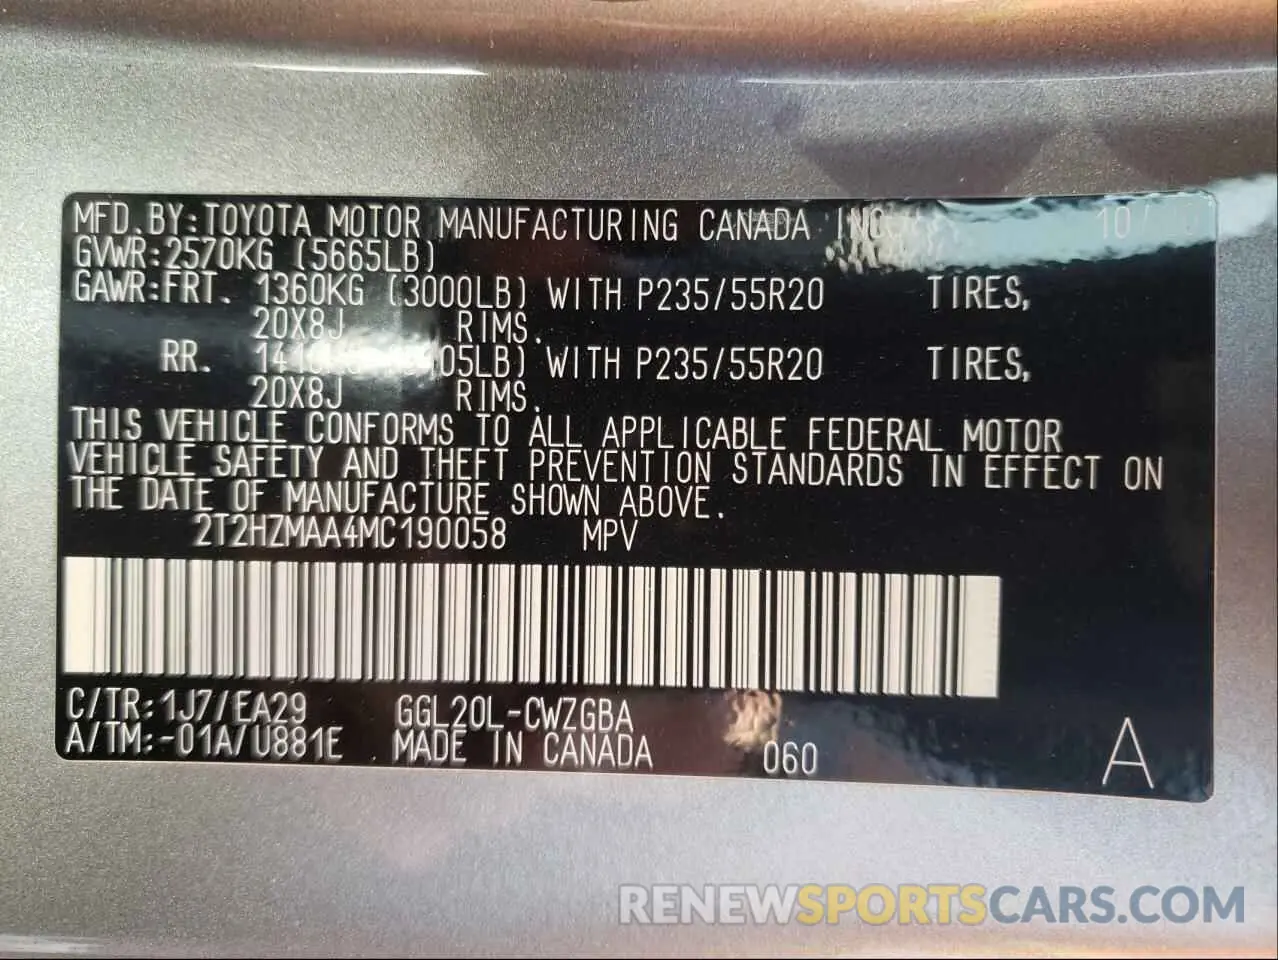 MFD.BY:TOYOTA MOTOR MANUFACTURING CANADA INC. 10/
GVWR:2570KG (5665LB)
GAWR:FRT. 1360KG (3000LB) WITH P235/55R20 TIRES,
20X8J RIMS.
RR. WITH P235/55R20 TIRES,
20X8J RIMS.
THIS VEHICLE CONFORMS TO ALL APPLICABLE FEDERAL MOTOR
VEHICLE SAFETY AND THEFT PREVENTION STANDARDS IN EFFECT ON
THE DATE OF MANUFACTURE SHOWN ABOVE.
2T2HZMAA4MC190058 MPV
C/TR:1J7/EA29 GGL20L-CWZGBA
A/TM:-01A/U881E MADE IN CANADA 060 A
RENEWSPORTSCARS.COM